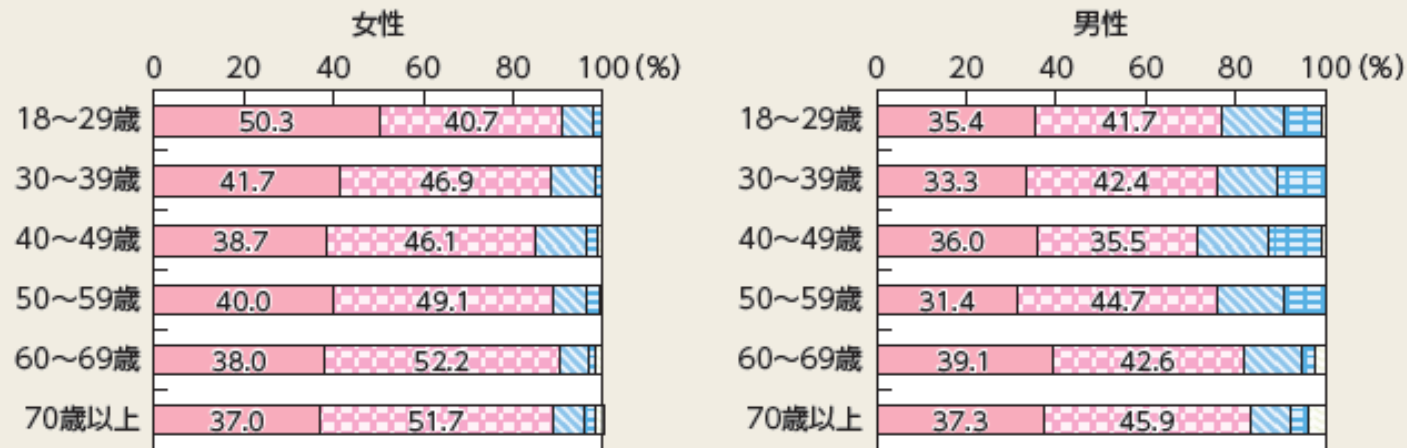 女性 男性
0 20 40 60 80 100(%) 0 20 40 60 80 100(%)
18〜29歳 50.3 40.7 18〜29歳 35.4 41.7
30〜39歳 41.7 46.9 30〜39歳 33.3 42.4
40〜49歳 38.7 46.1 40〜49歳 36.0 35.5
50〜59歳 40.0 49.1 50〜59歳 31.4 44.7
60〜69歳 38.0 52.2 60〜69歳 39.1 42.6
70歳以上 37.0 51.7 70歳以上 37.3 45.9